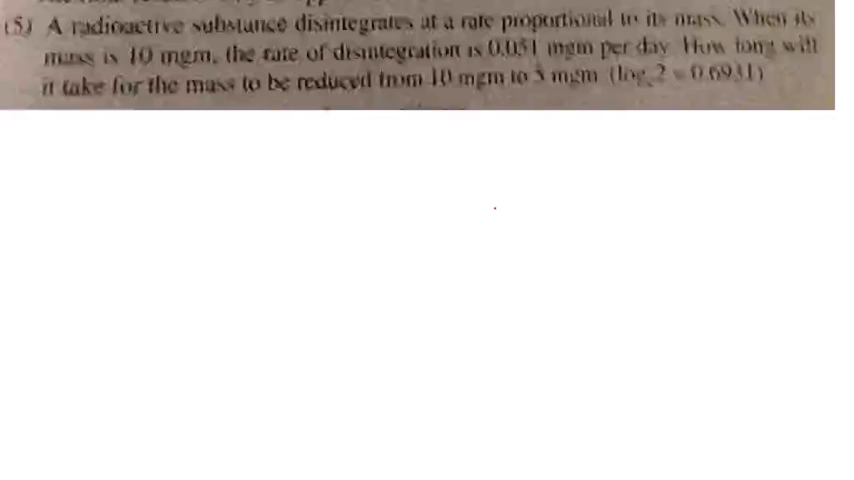 (5) A radioactive substance disintegrates at a rate proportional to its mass. When its
mass is 10 mgm, the rate of disintegration is 0.051 mgm per day. How long will
it take for the mass to be reduced from 10 mgm to 5 mgm (logₑ2 = 0.6931)